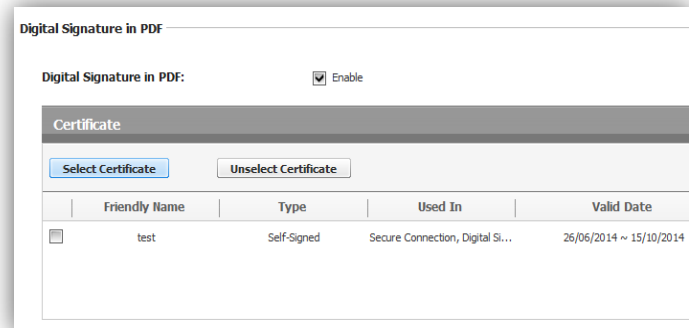 Digital Signature in PDF
Digital Signature in PDF: Enable
Certificate
Select Certificate Unselect Certificate
Friendly Name Type Used In Valid Date
test Self-Signed Secure Connection, Digital Si... 26/06/2014 ~ 15/10/2014